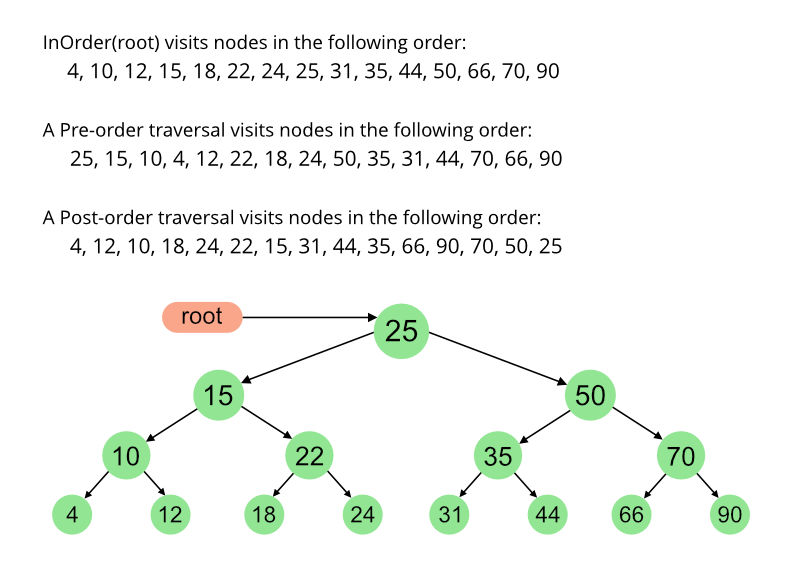 InOrder(root) visits nodes in the following order:
4, 10, 12, 15, 18, 22, 24, 25, 31, 35, 44, 50, 66, 70, 90
A Pre-order traversal visits nodes in the following order:
25, 15, 10, 4, 12, 22, 18, 24, 50, 35, 31, 44, 70, 66, 90
A Post-order traversal visits nodes in the following order:
4, 12, 10, 18, 24, 22, 15, 31, 44, 35, 66, 90, 70, 50, 25
root
25
15 50
10 22 35 70
4 12 18 24 31 44 66 90